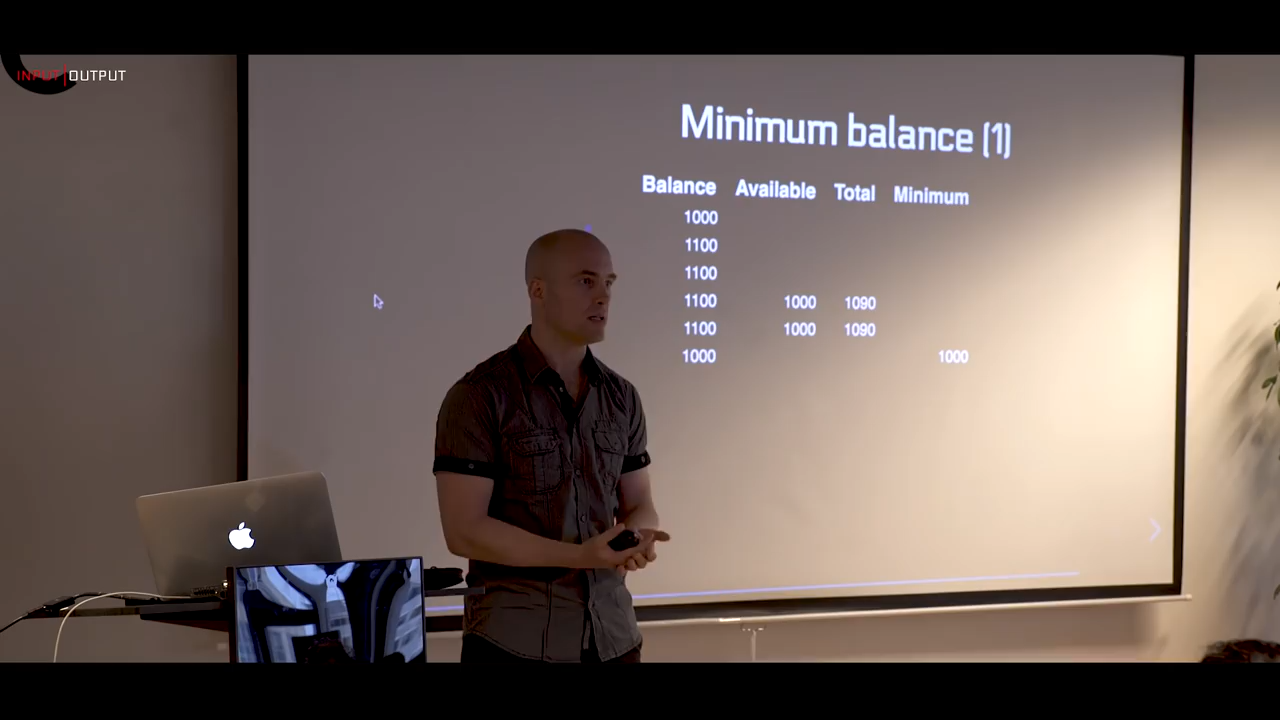 INPUT|OUTPUT
Minimum balance (1)
Balance Available Total Minimum
1000
1100
1100
1100 1000 1090
1100 1000 1090
1000 1000